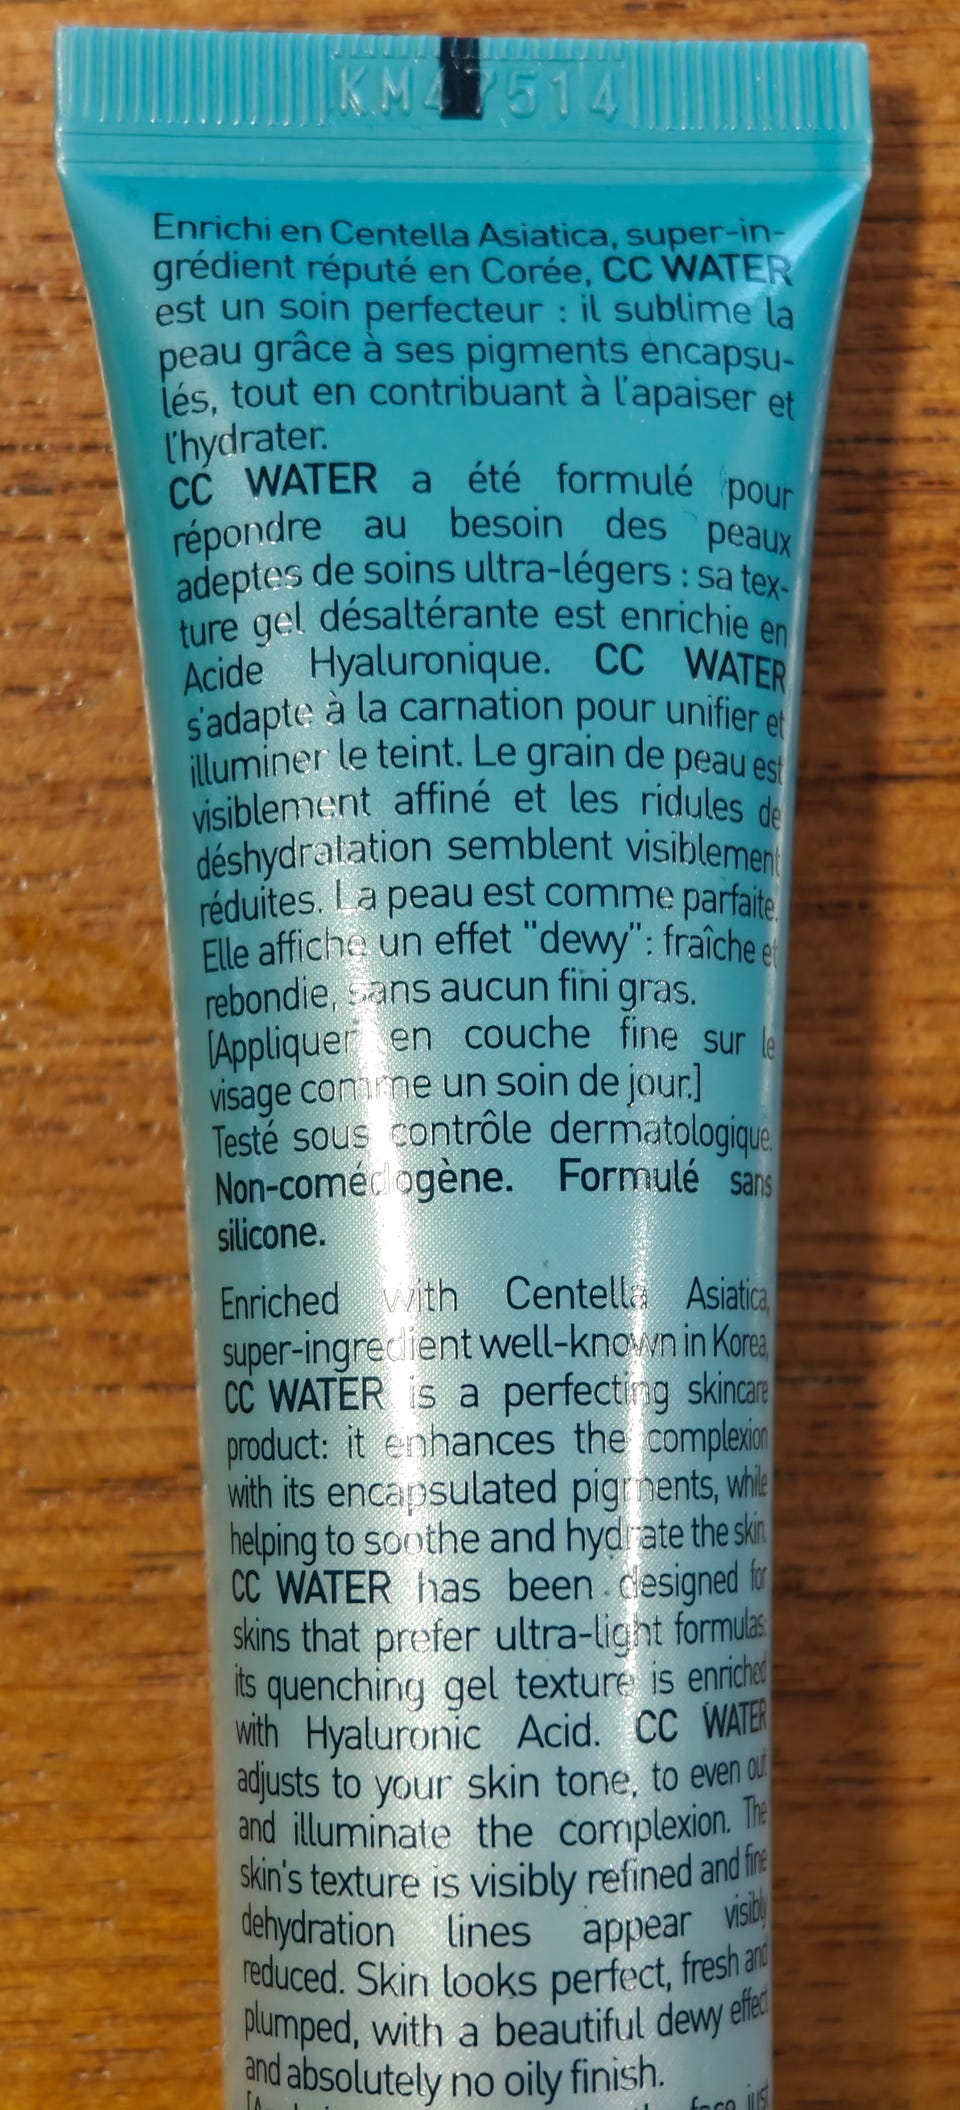 KM47514
Enrichi en Centella Asiatica, super-in-
grédient réputé en Corée, CC WATER
est un soin perfecteur : il sublime la
peau grâce à ses pigments encapsu-
lés, tout en contribuant à l'apaiser et
l'hydrater.
CC WATER a été formulé pour
répondre au besoin des peaux
adeptes de soins ultra-légers : sa tex-
ture gel désaltérante est enrichie en
Acide Hyaluronique. CC WATER
s'adapte à la carnation pour unifier et
illuminer le teint. Le grain de peau est
visiblement affiné et les ridules de
déshydratation semblent visiblement
réduites. La peau est comme parfaite.
Elle affiche un effet "dewy": fraîche et
rebondie, sans aucun fini gras.
[Appliquer en couche fine sur le
visage comme un soin de jour.]
Testé sous contrôle dermatologique.
Non-comédogène. Formulé sans
silicone.
Enriched with Centella Asiatica,
super-ingredient well-known in Korea,
CC WATER is a perfecting skincare
product: it enhances the complexion
with its encapsulated pigments, while
helping to soothe and hydrate the skin.
CC WATER has been designed for
skins that prefer ultra-light formulas:
its quenching gel texture is enriched
with Hyaluronic Acid. CC WATER
adjusts to your skin tone, to even out
and illuminate the complexion. The
skin's texture is visibly refined and fine
dehydration lines appear visibly
reduced. Skin looks perfect, fresh and
plumped, with a beautiful dewy effect
and absolutely no oily finish.
face just